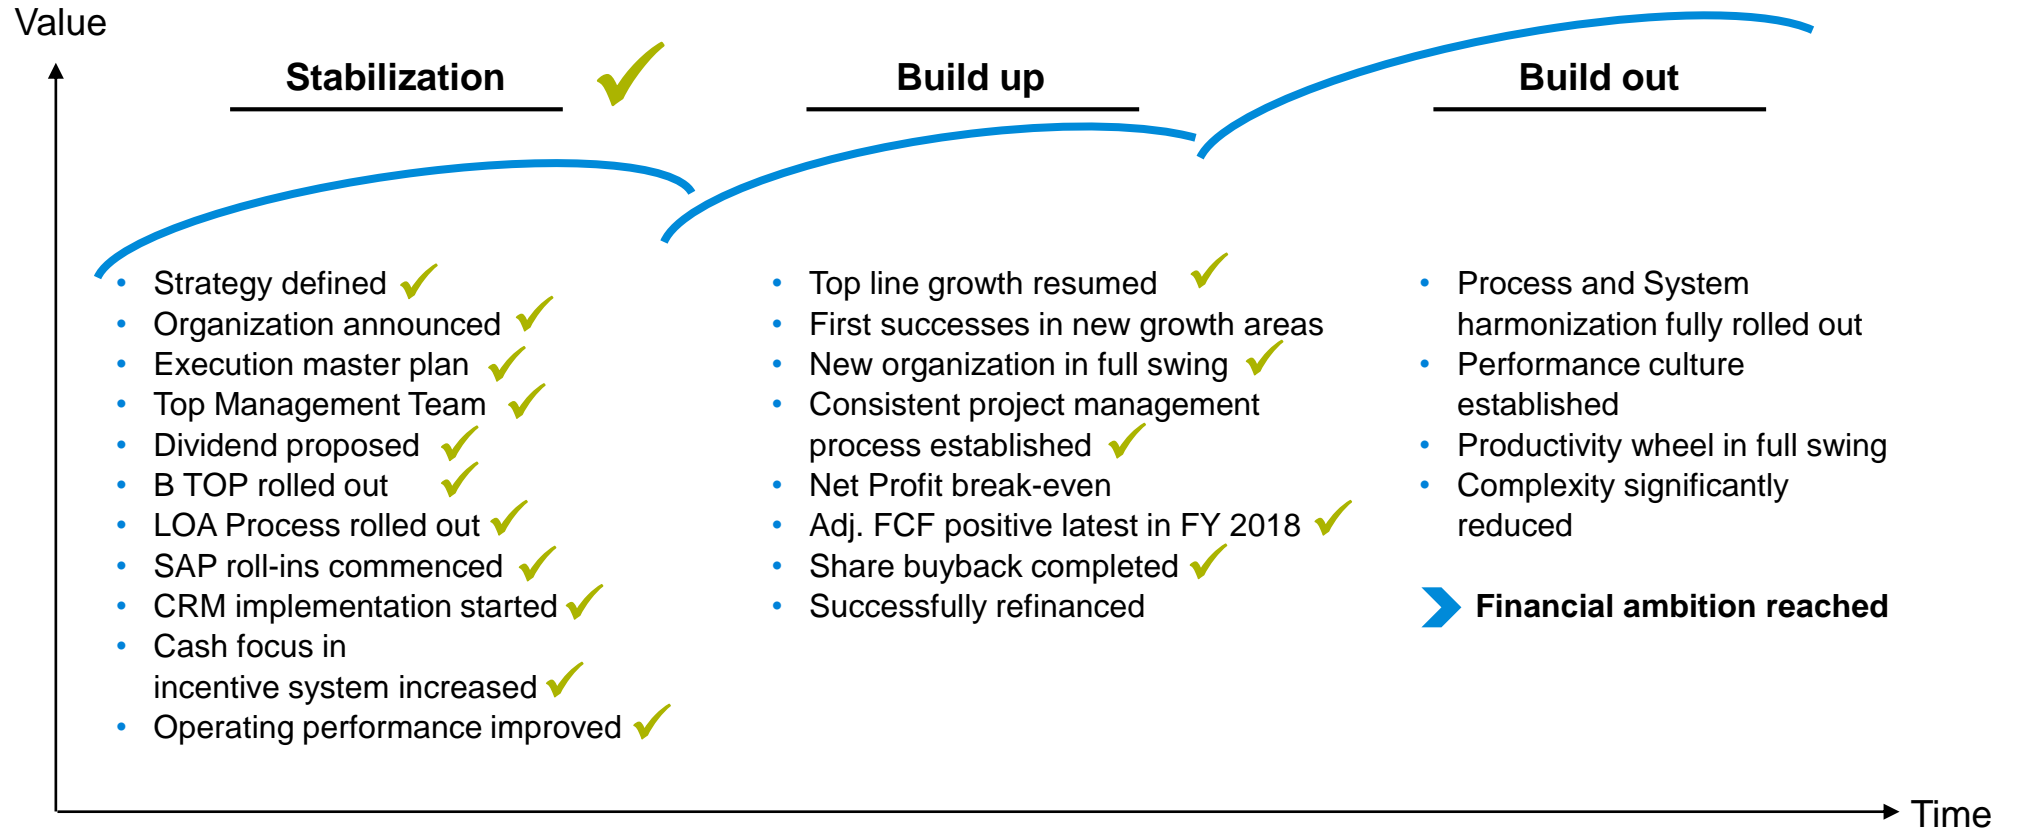 Value
Stabilization
Build up
Build out
Strategy defined
Organization announced
Execution master plan
Top Management Team
Dividend proposed
B TOP rolled out
LOA Process rolled out
SAP roll-ins commenced
CRM implementation started
Cash focus in
incentive system increased
Operating performance improved
Top line growth resumed
First successes in new growth areas
New organization in full swing
Consistent project management
process established
Net Profit break-even
Adj. FCF positive latest in FY 2018
Share buyback completed
Successfully refinanced
Process and System
harmonization fully rolled out
Performance culture
established
Productivity wheel in full swing
Complexity significantly
reduced
Financial ambition reached
Time